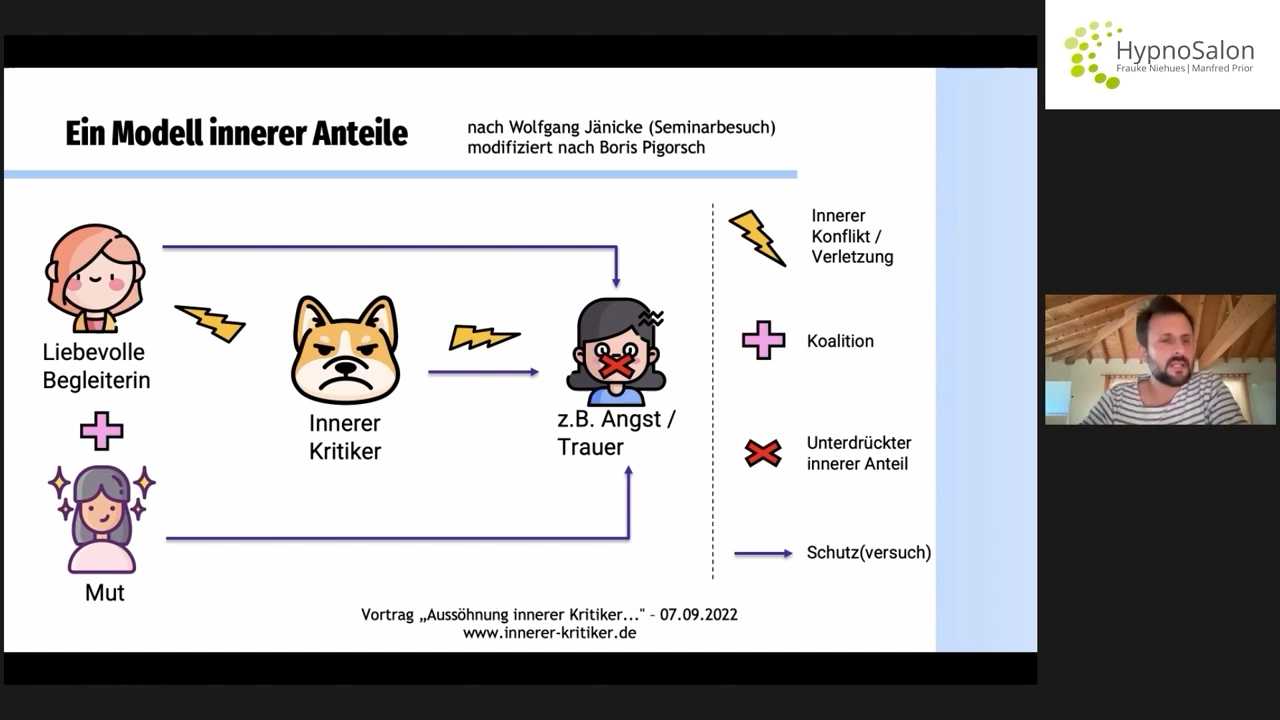 HypnoSalon
Frauke Niehues | Manfred Prior
Ein Modell innerer Anteile
nach Wolfgang Jänicke (Seminarbesuch)
modifiziert nach Boris Pigorsch
Liebevolle
Begleiterin
Mut
Innerer
Kritiker
z.B. Angst /
Trauer
Innerer
Konflikt /
Verletzung
Koalition
Unterdrückter
innerer Anteil
Schutz(versuch)
Vortrag „Aussöhnung innerer Kritiker..." - 07.09.2022
www.innerer-kritiker.de